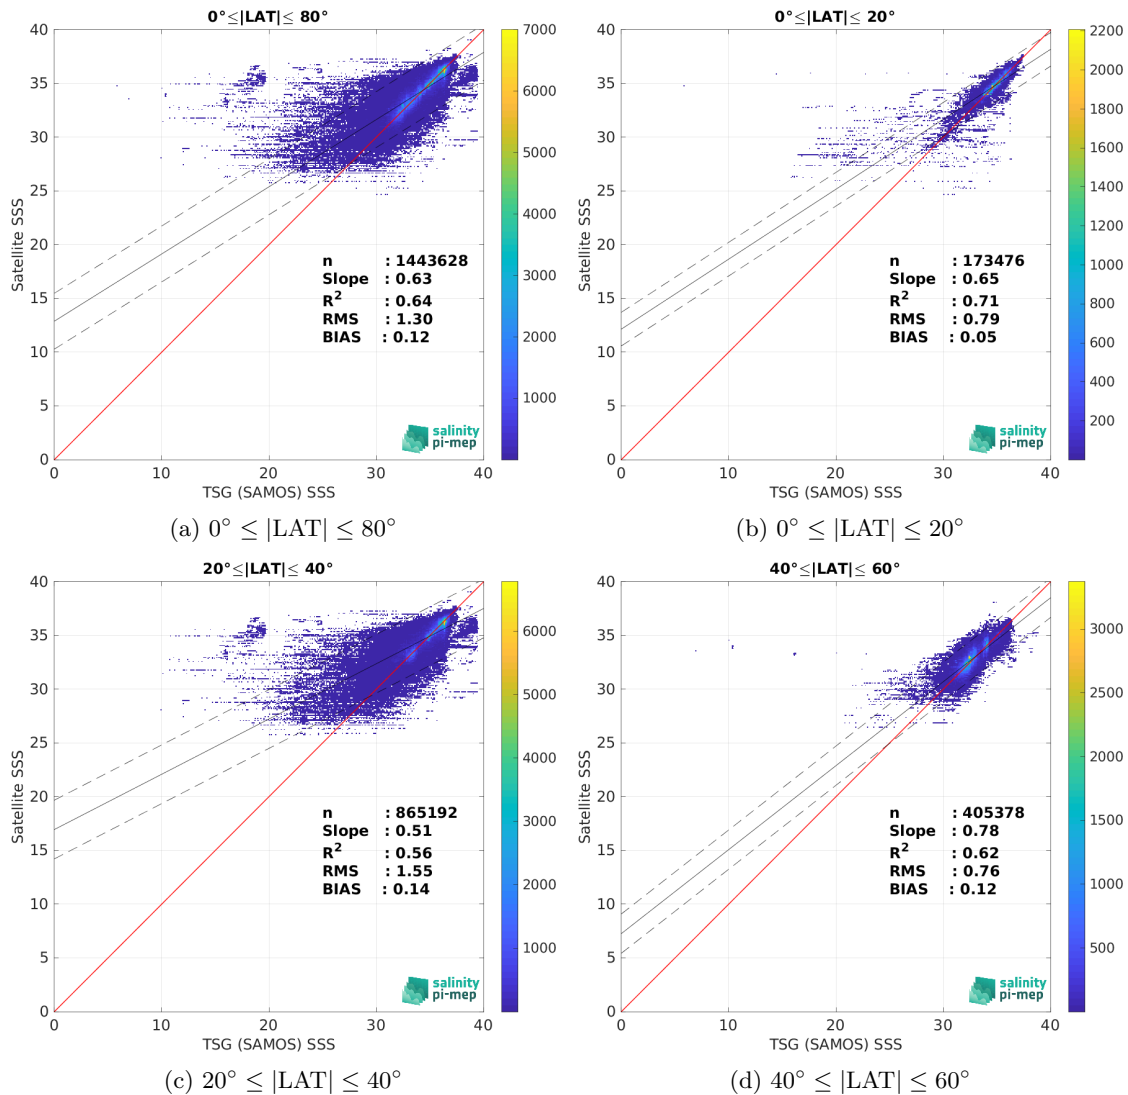 0°≤|LAT|≤ 80°
40
35
30
25
20
15
10
5
0
Satellite SSS
0
10
20
30
40
TSG (SAMOS) SSS
n : 1443628
Slope : 0.63
R² : 0.64
RMS : 1.30
BIAS : 0.12
salinity
pi-mep
7000
6000
5000
4000
3000
2000
1000
(a) 0° ≤ |LAT| ≤ 80°
0°≤|LAT|≤ 20°
40
35
30
25
20
15
10
5
0
Satellite SSS
0
10
20
30
40
TSG (SAMOS) SSS
n : 173476
Slope : 0.65
R² : 0.71
RMS : 0.79
BIAS : 0.05
salinity
pi-mep
2200
2000
1800
1600
1400
1200
1000
800
600
400
200
(b) 0° ≤ |LAT| ≤ 20°
20°≤|LAT|≤ 40°
40
35
30
25
20
15
10
5
0
Satellite SSS
0
10
20
30
40
TSG (SAMOS) SSS
n : 865192
Slope : 0.51
R² : 0.56
RMS : 1.55
BIAS : 0.14
salinity
pi-mep
6000
5000
4000
3000
2000
1000
(c) 20° ≤ |LAT| ≤ 40°
40°≤|LAT|≤ 60°
40
35
30
25
20
15
10
5
0
Satellite SSS
0
10
20
30
40
TSG (SAMOS) SSS
n : 405378
Slope : 0.78
R² : 0.62
RMS : 0.76
BIAS : 0.12
salinity
pi-mep
3000
2500
2000
1500
1000
500
(d) 40° ≤ |LAT| ≤ 60°